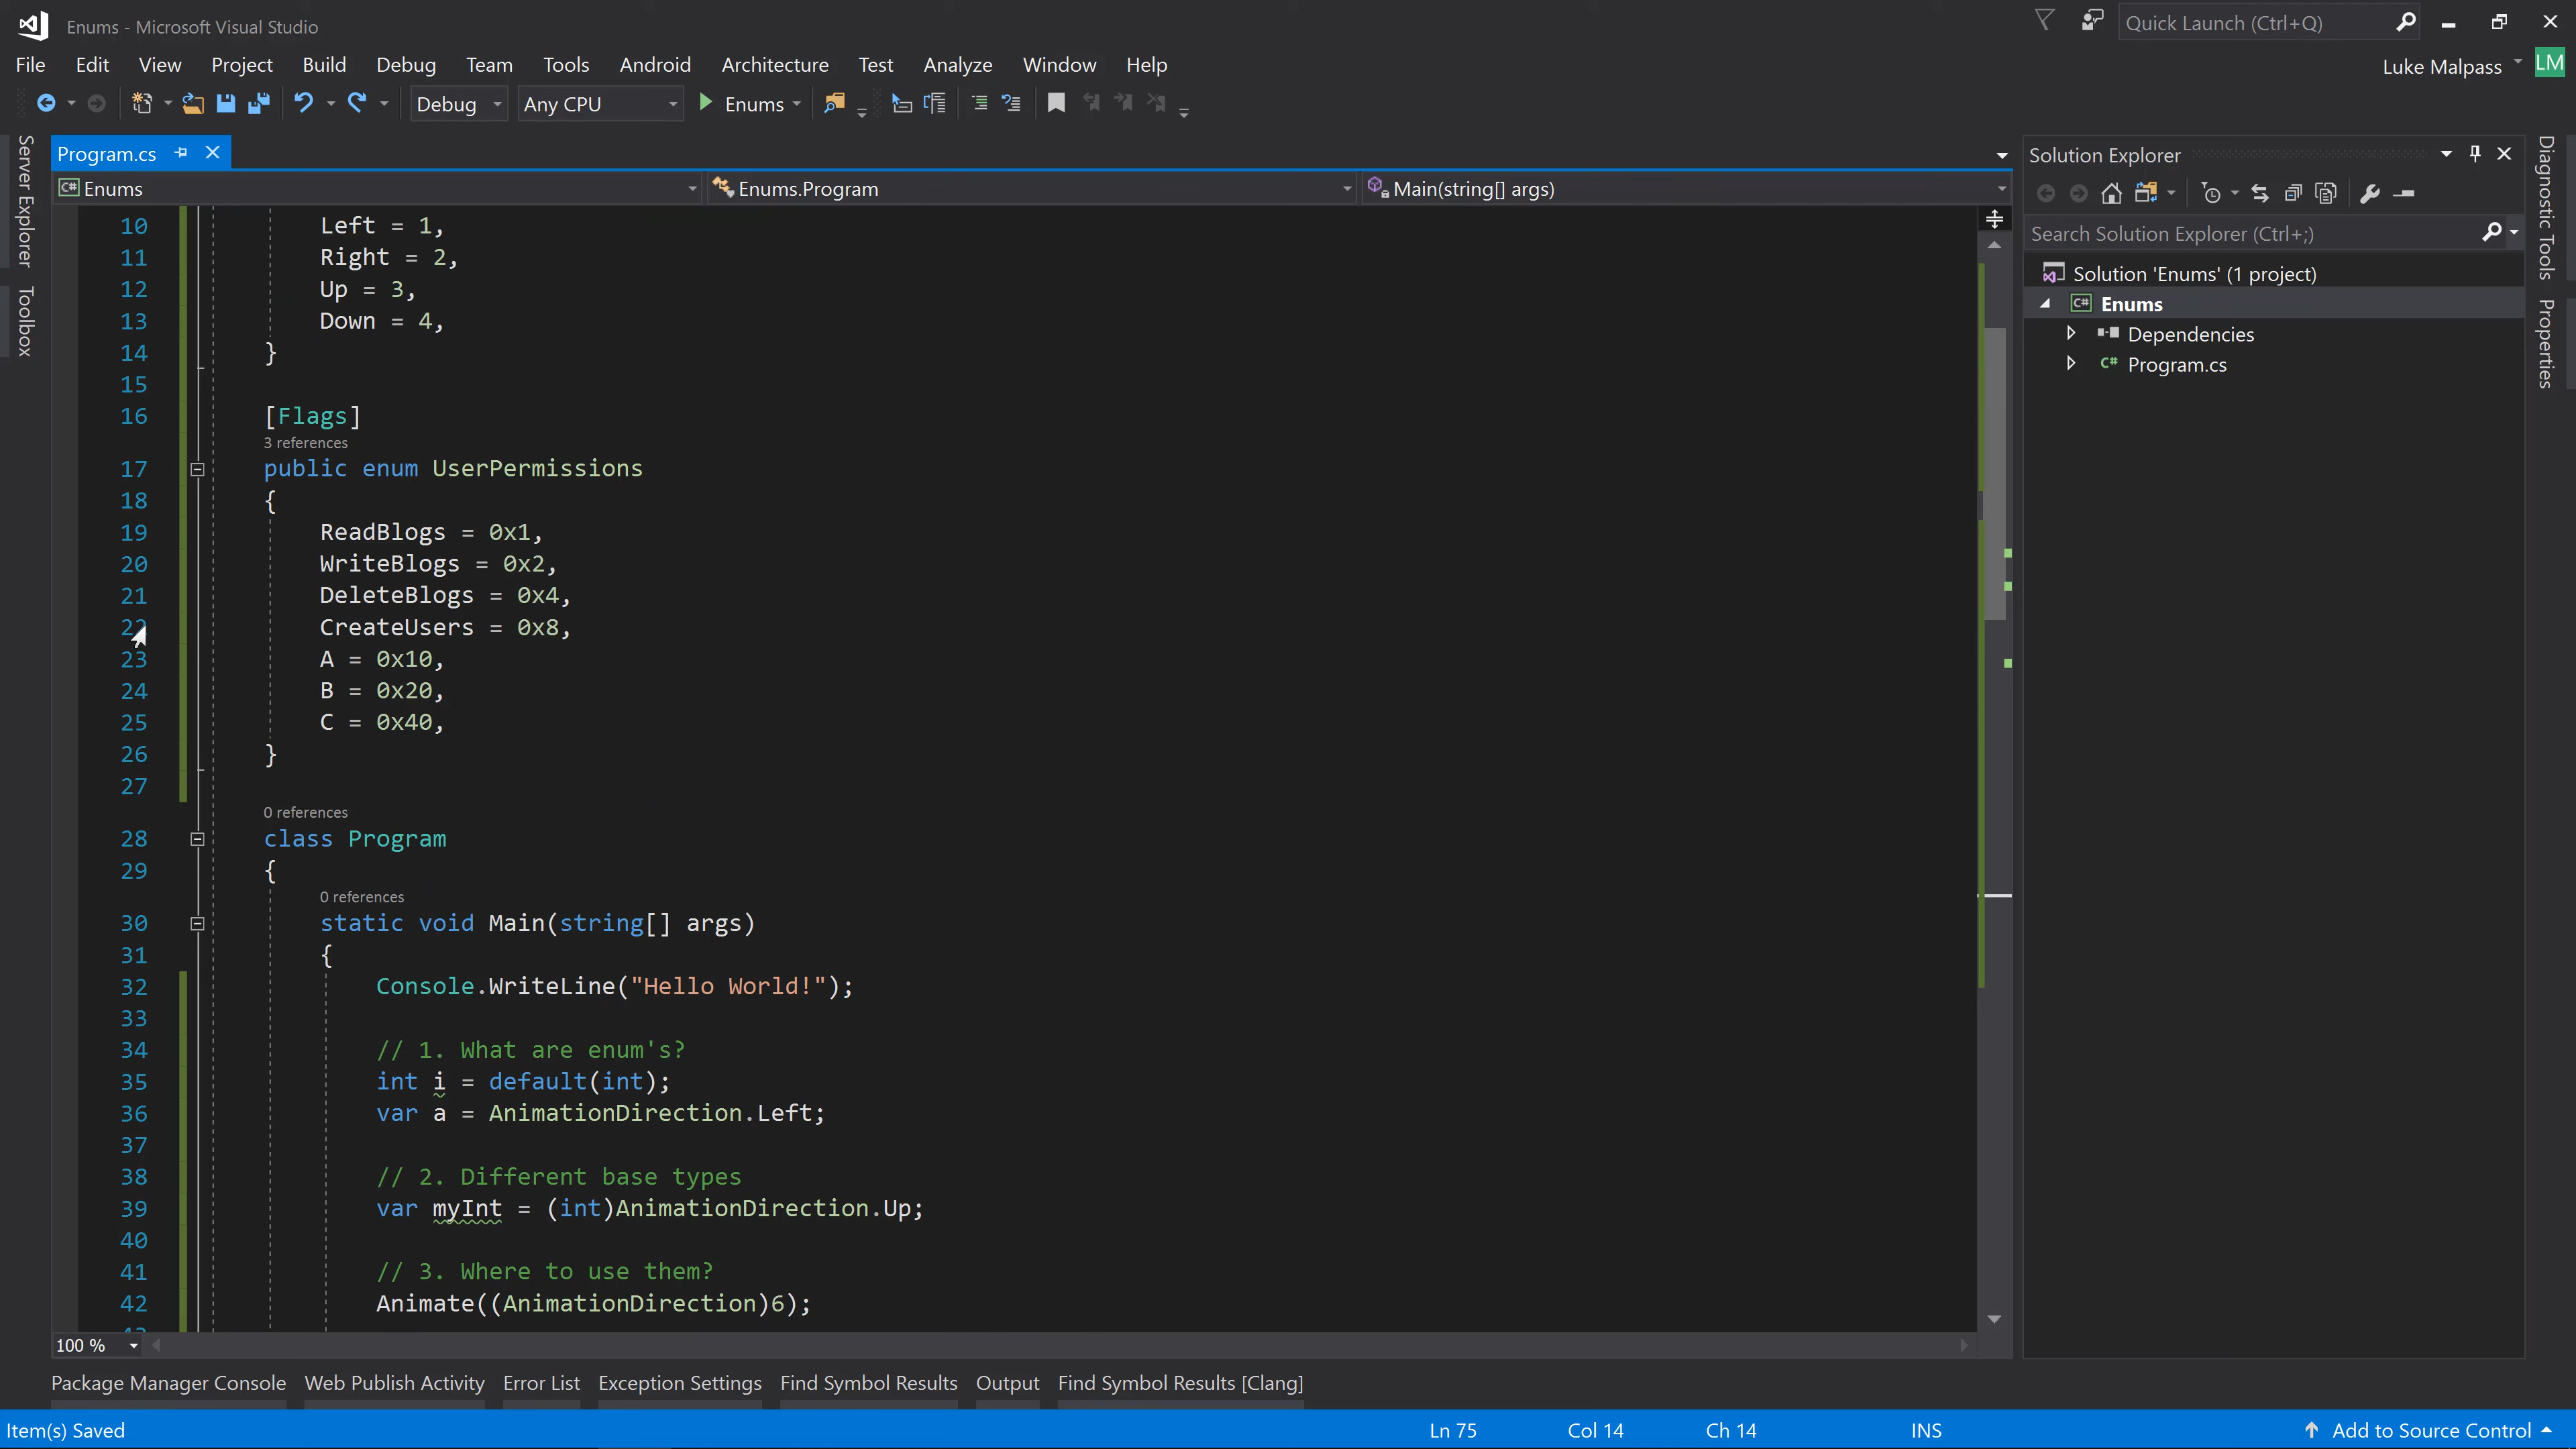 Enums - Microsoft Visual Studio
Quick Launch (Ctrl+Q)
File Edit View Project Build Debug Team Tools Android Architecture Test Analyze Window Help
Luke Malpass LM
Debug Any CPU Enums
Server Explorer
Toolbox
Program.cs
Enums Enums.Program Main(string[] args)
10 Left = 1,
11 Right = 2,
12 Up = 3,
13 Down = 4,
14 }
15
16 [Flags]
3 references
17 public enum UserPermissions
18 {
19 ReadBlogs = 0x1,
20 WriteBlogs = 0x2,
21 DeleteBlogs = 0x4,
22 CreateUsers = 0x8,
23 A = 0x10,
24 B = 0x20,
25 C = 0x40,
26 }
27
0 references
28 class Program
29 {
0 references
30 static void Main(string[] args)
31 {
32 Console.WriteLine("Hello World!");
33
34 // 1. What are enum's?
35 int i = default(int);
36 var a = AnimationDirection.Left;
37
38 // 2. Different base types
39 var myInt = (int)AnimationDirection.Up;
40
41 // 3. Where to use them?
42 Animate((AnimationDirection)6);
100 %
Solution Explorer
Search Solution Explorer (Ctrl+;)
Solution 'Enums' (1 project)
C# Enums
Dependencies
C# Program.cs
Diagnostic Tools
Properties
Package Manager Console Web Publish Activity Error List Exception Settings Find Symbol Results Output Find Symbol Results [Clang]
Item(s) Saved Ln 75 Col 14 Ch 14 INS Add to Source Control